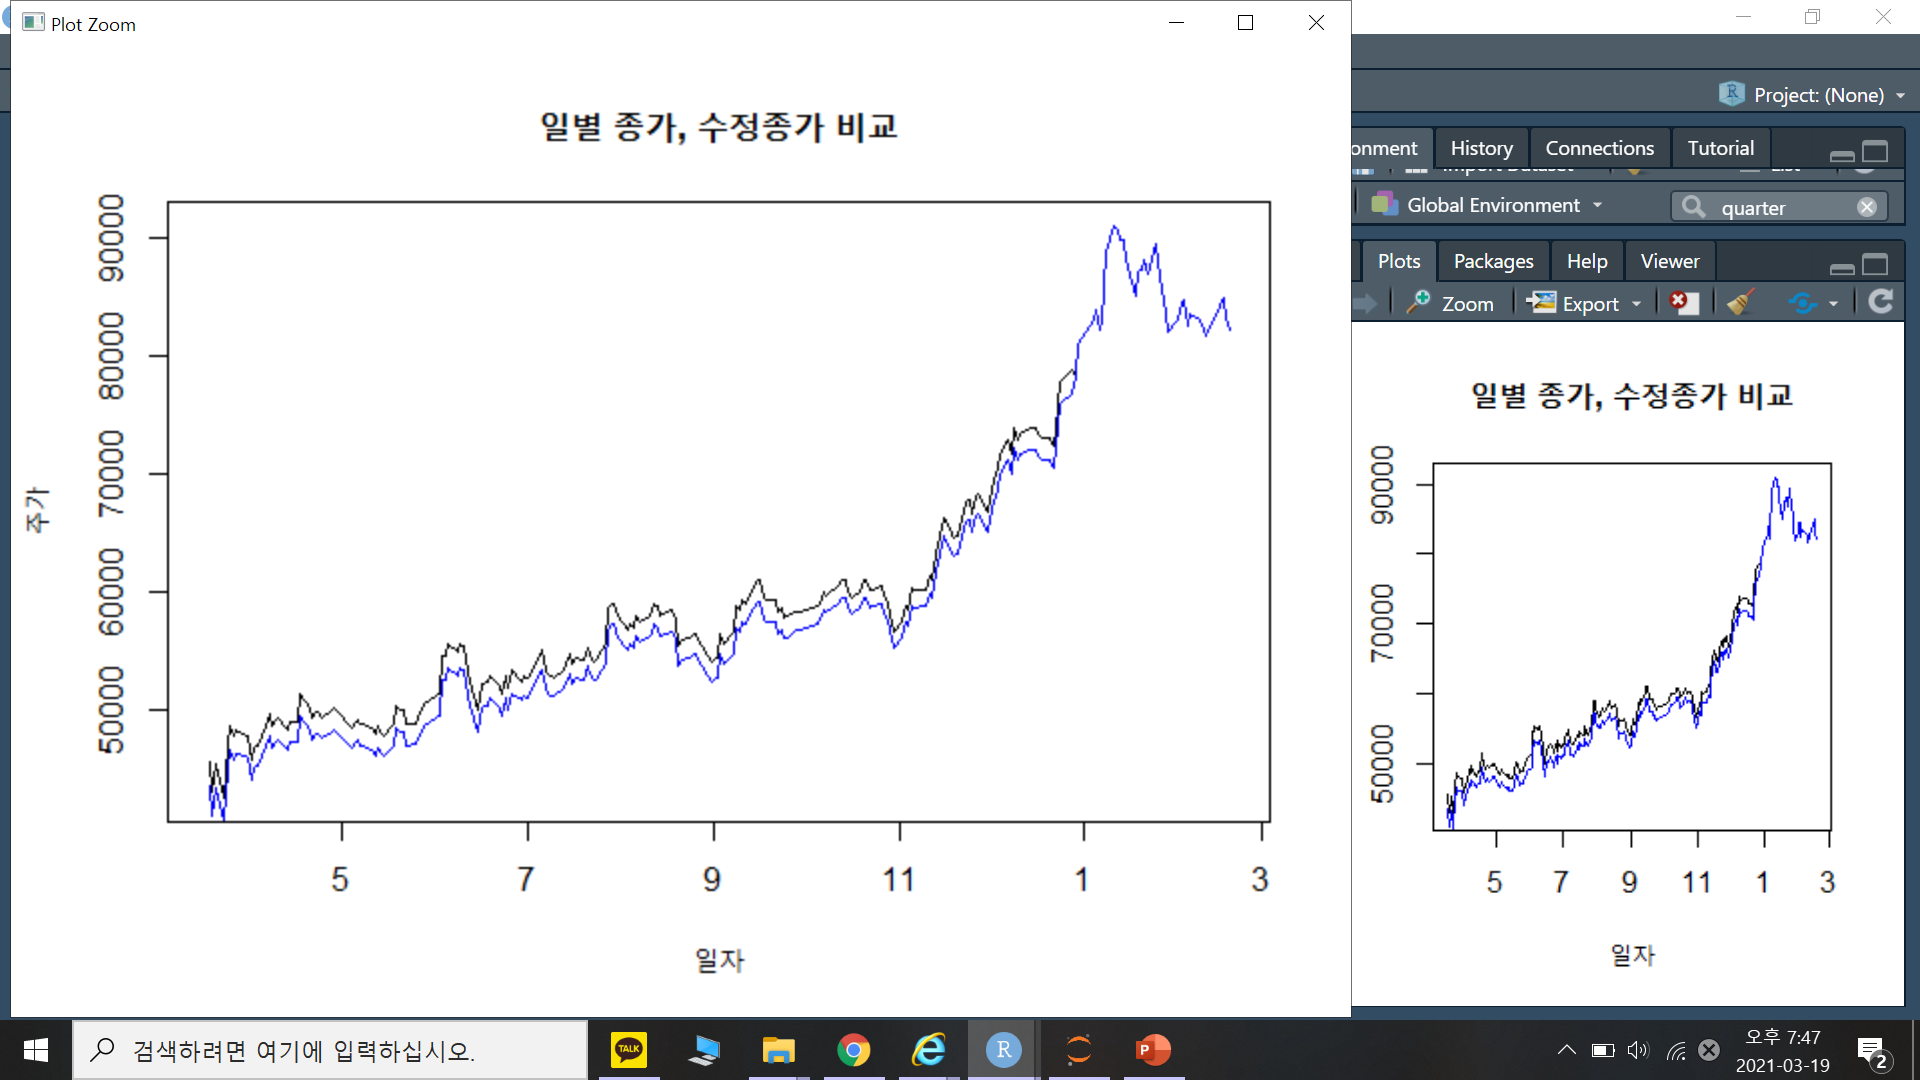 Plot Zoom
일별 종가, 수정종가 비교
주가
90000
80000
70000
60000
50000
5 7 9 11 1 3
일자
Project: (None)
onment History Connections Tutorial
Import Dataset List
Global Environment quarter
Plots Packages Help Viewer
Zoom Export
일별 종가, 수정종가 비교
90000
70000
50000
5 7 9 11 1 3
일자
검색하려면 여기에 입력하십시오.
TALK
R
P
오후 7:47
2021-03-19
2